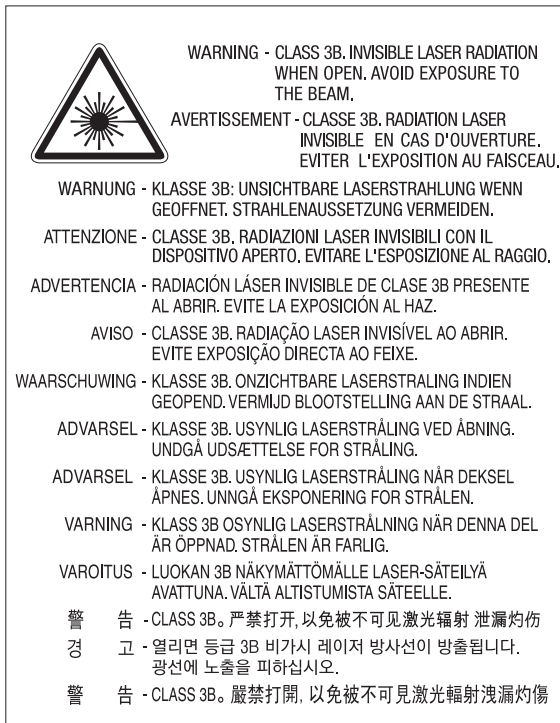 WARNING - CLASS 3B. INVISIBLE LASER RADIATION
WHEN OPEN. AVOID EXPOSURE TO
THE BEAM.
AVERTISSEMENT - CLASSE 3B. RADIATION LASER
INVISIBLE EN CAS D'OUVERTURE.
EVITER L'EXPOSITION AU FAISCEAU.
WARNUNG - KLASSE 3B: UNSICHTBARE LASERSTRAHLUNG WENN
GEOFFNET. STRAHLENAUSSETZUNG VERMEIDEN.
ATTENZIONE - CLASSE 3B. RADIAZIONI LASER INVISIBILI CON IL
DISPOSITIVO APERTO. EVITARE L'ESPOSIZIONE AL RAGGIO.
ADVERTENCIA - RADIACIÓN LÁSER INVISIBLE DE CLASE 3B PRESENTE
AL ABRIR. EVITE LA EXPOSICIÓN AL HAZ.
AVISO - CLASSE 3B. RADIAÇÃO LASER INVISÍVEL AO ABRIR.
EVITE EXPOSIÇÃO DIRECTA AO FEIXE.
WAARSCHUWING - KLASSE 3B. ONZICHTBARE LASERSTRALING INDIEN
GEOPEND. VERMIJD BLOOTSTELLING AAN DE STRAAL.
ADVARSEL - KLASSE 3B. USYNLIG LASERSTRÅLING VED ÅBNING.
UNDGÅ UDSÆTTELSE FOR STRÅLING.
ADVARSEL - KLASSE 3B. USYNLIG LASERSTRÅLING NÅR DEKSEL
ÅPNES. UNNGÅ EKSPONERING FOR STRÅLEN.
VARNING - KLASS 3B OSYNLIG LASERSTRÅLNING NÄR DENNA DEL
ÄR ÖPPNAD. STRÅLEN ÄR FARLIG.
VAROITUS - LUOKAN 3B NÄKYMÄTTÖMÄLLE LASER-SÄTEILYÄ
AVATTUNA. VÄLTÄ ALTISTUMISTA SÄTEELLE.
警 告 - CLASS 3B。严禁打开, 以免被不可见激光辐射 泄漏灼伤
경 고 - 열리면 등급 3B 비가시 레이저 방사선이 방출됩니다.
광선에 노출을 피하십시오.
警 告 - CLASS 3B。嚴禁打開, 以免被不可見激光輻射洩漏灼傷